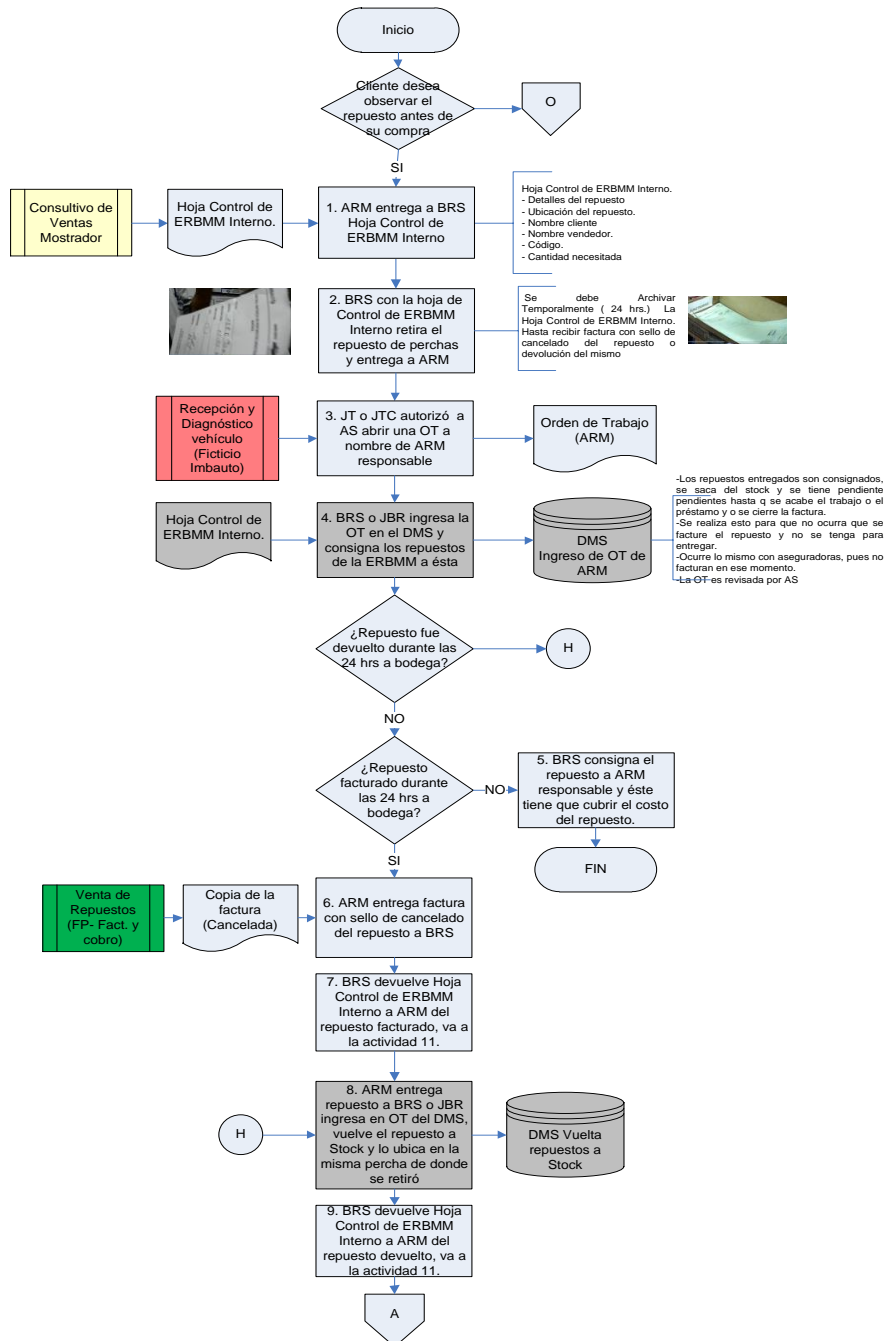 Inicio
Cliente desea
observar el
repuesto antes de
su compra
O
SI
Consultivo de
Ventas
Mostrador
Hoja Control de
ERBMM Interno.
1. ARM entrega a BRS
Hoja Control de
ERBMM Interno
Hoja Control de ERBMM Interno.
- Detalles del repuesto
- Ubicación del repuesto.
- Nombre cliente
- Nombre vendedor.
- Código.
- Cantidad necesitada
2. BRS con la hoja de
Control de ERBMM
Interno retira el
repuesto de perchas
y entrega a ARM
Se debe Archivar
Temporalmente ( 24 hrs.) La
Hoja Control de ERBMM Interno.
Hasta recibir factura con sello de
cancelado del repuesto o
devolución del mismo
Recepción y
Diagnóstico
vehículo
(Ficticio
Imbauto)
3. JT o JTC autorizó a
AS abrir una OT a
nombre de ARM
responsable
Orden de Trabajo
(ARM)
Hoja Control de
ERBMM Interno.
4. BRS o JBR ingresa la
OT en el DMS y
consigna los repuestos
de la ERBMM a ésta
DMS
Ingreso de OT de
ARM
-Los repuestos entregados son consignados,
se saca del stock y se tiene pendiente
pendientes hasta q se acabe el trabajo o el
préstamo y o se cierre la factura.
-Se realiza esto para que no ocurra que se
facture el repuesto y no se tenga para
entregar.
-Ocurre lo mismo con aseguradoras, pues no
facturan en ese momento.
-La OT es revisada por AS
¿Repuesto fue
devuelto durante las
24 hrs a bodega?
H
NO
¿Repuesto
facturado durante
las 24 hrs a
bodega?
NO
5. BRS consigna el
repuesto a ARM
responsable y éste
tiene que cubrir el costo
del repuesto.
FIN
SI
Venta de
Repuestos
(FP- Fact. y
cobro)
Copia de la
factura
(Cancelada)
6. ARM entrega factura
con sello de cancelado
del repuesto a BRS
7. BRS devuelve Hoja
Control de ERBMM
Interno a ARM del
repuesto facturado, va a
la actividad 11.
H
8. ARM entrega
repuesto a BRS o JBR
ingresa en OT del DMS,
vuelve el repuesto a
Stock y lo ubica en la
misma percha de donde
se retiró
DMS Vuelta
repuestos a
Stock
9. BRS devuelve Hoja
Control de ERBMM
Interno a ARM del
repuesto devuelto, va a
la actividad 11.
A